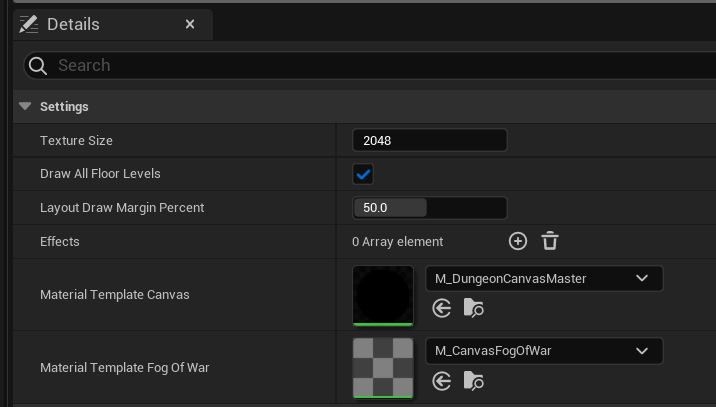 Details
Search
Settings
Texture Size 2048
Draw All Floor Levels
Layout Draw Margin Percent 50.0
Effects 0 Array element
Material Template Canvas M_DungeonCanvasMaster
Material Template Fog Of War M_CanvasFogOfWar